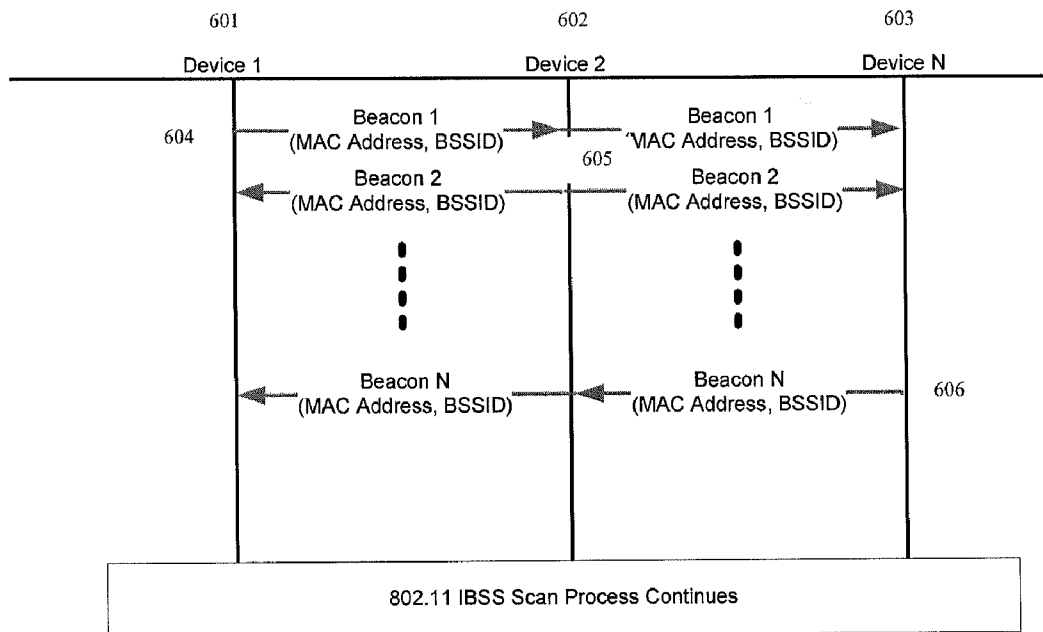 601 602 603
Device 1 Device 2 Device N
604
Beacon 1
(MAC Address, BSSID)
Beacon 1
MAC Address, BSSID)
605
Beacon 2
(MAC Address, BSSID)
Beacon 2
(MAC Address, BSSID)
Beacon N
(MAC Address, BSSID)
Beacon N
(MAC Address, BSSID)
606
802.11 IBSS Scan Process Continues